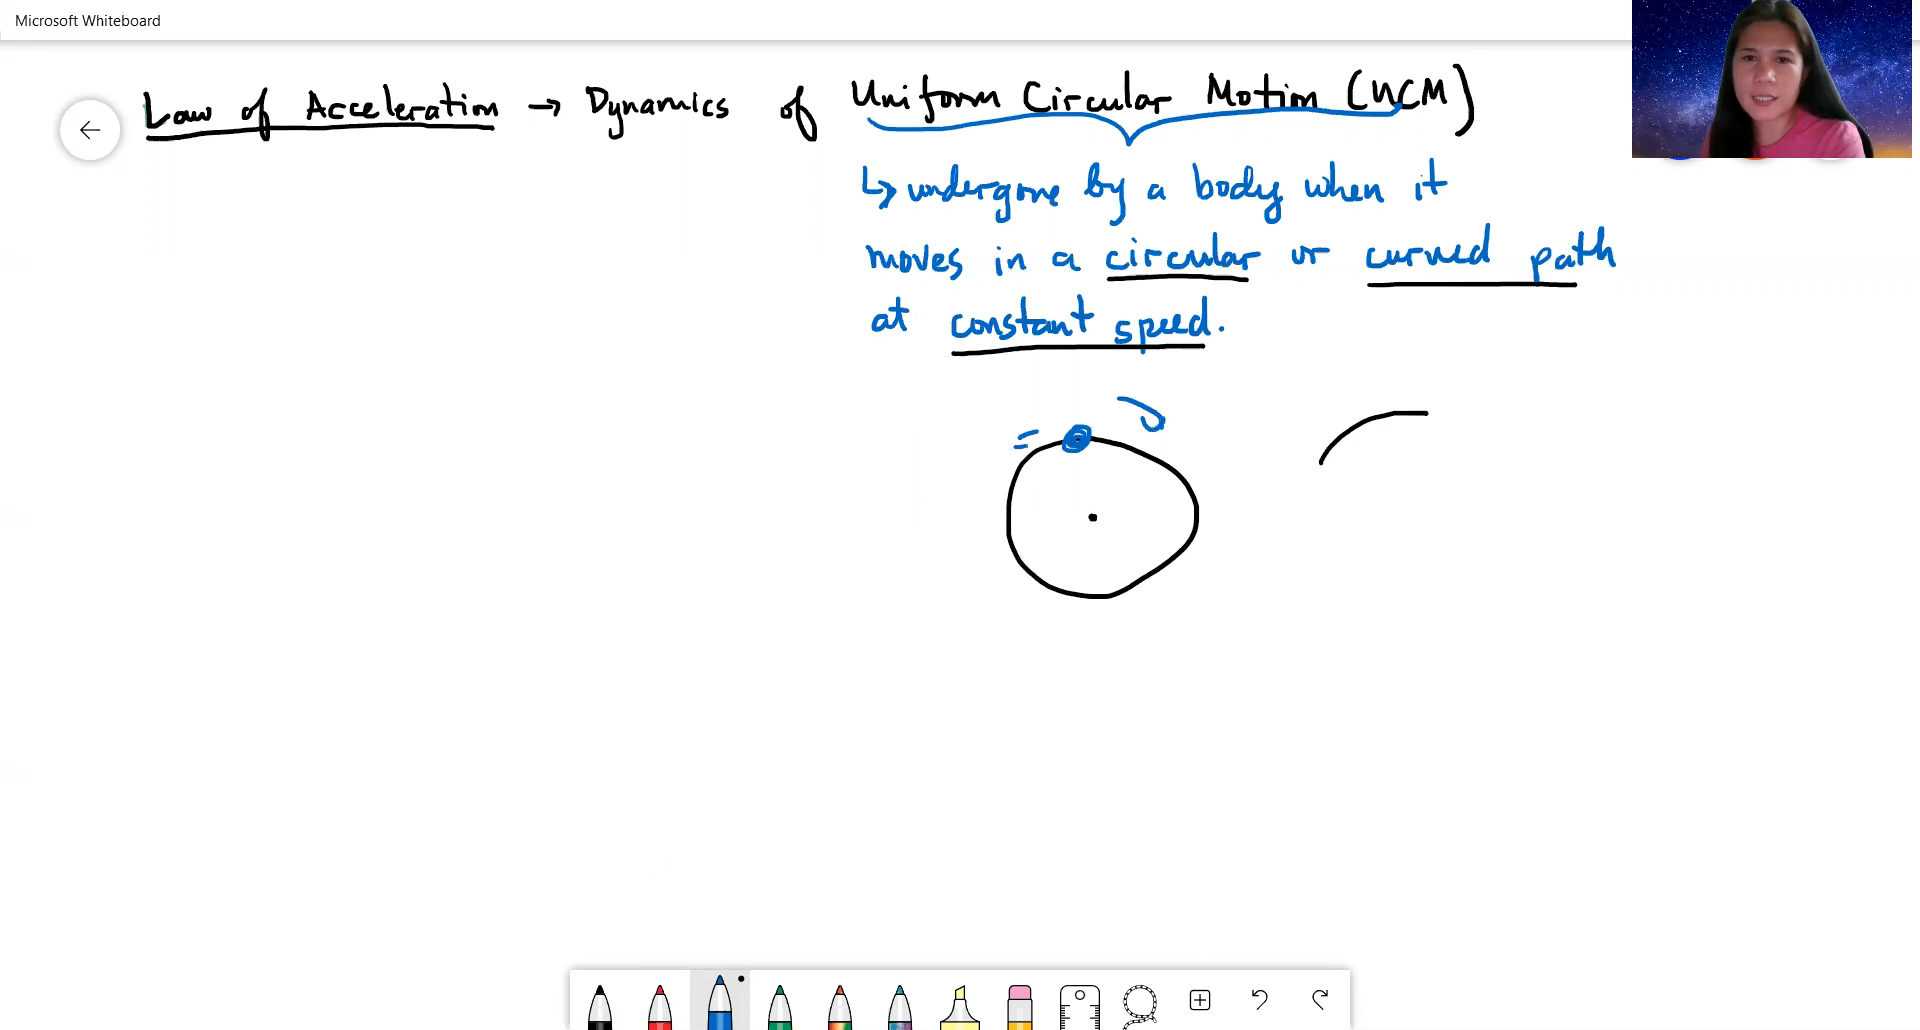 Microsoft Whiteboard
Law of Acceleration → Dynamics of Uniform Circular Motion (UCM)
↳ undergone by a body when it
moves in a circular or curved path
at constant speed.